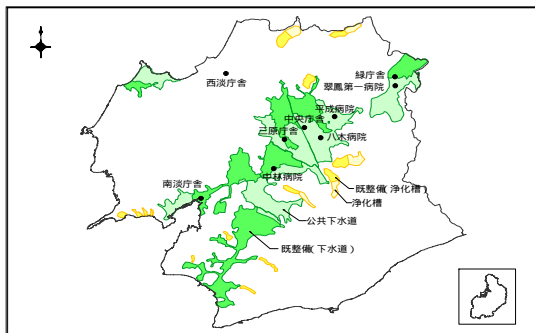 西淡庁舎
緑庁舎
翠鳳第一病院
平成病院
中央庁舎
三原庁舎
八木病院
中林病院
南淡庁舎
既整備(浄化槽)
浄化槽
公共下水道
既整備(下水道)